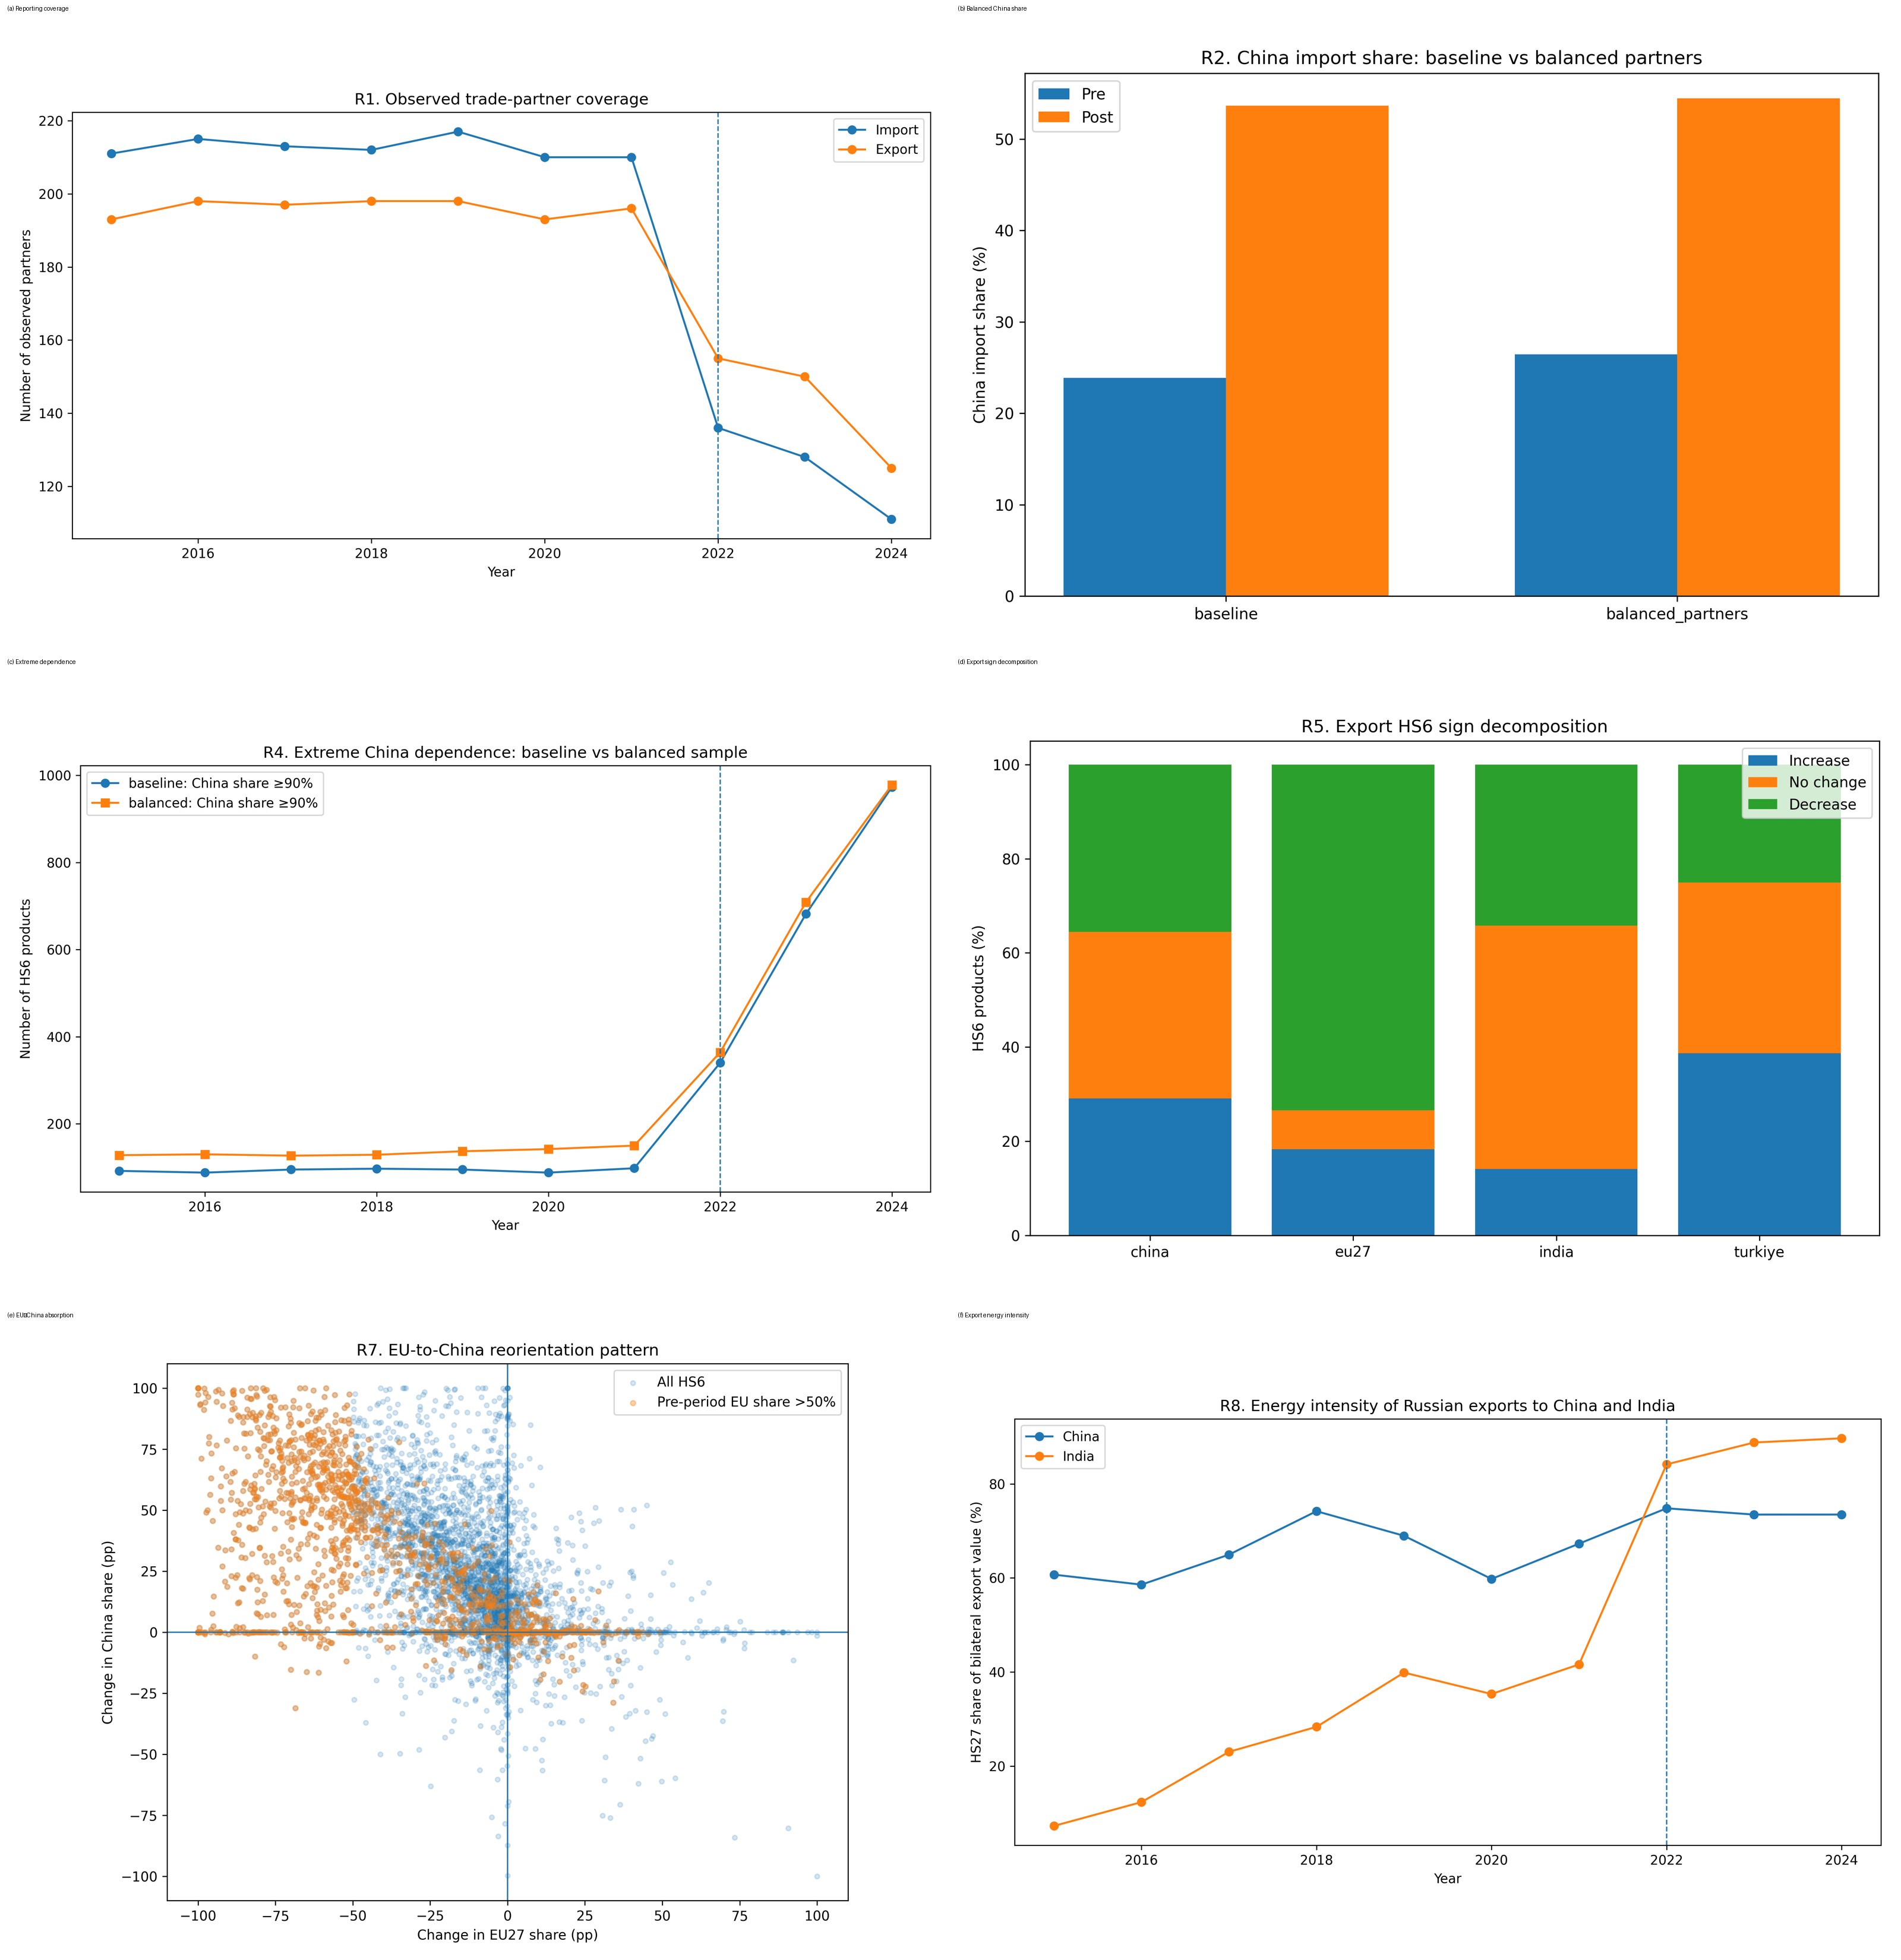 (a) Reporting coverage
R1. Observed trade-partner coverage
Import
Export
Number of observed partners
220
200
180
160
140
120
2016
2018
2020
2022
2024
Year
(b) Balanced China share
R2. China import share: baseline vs balanced partners
Pre
Post
China import share (%)
50
40
30
20
10
0
baseline
balanced_partners
(c) Extreme dependence
R4. Extreme China dependence: baseline vs balanced sample
baseline: China share ≥90%
balanced: China share ≥90%
Number of HS6 products
1000
800
600
400
200
2016
2018
2020
2022
2024
Year
(d) Export sign decomposition
R5. Export HS6 sign decomposition
Increase
No change
Decrease
HS6 products (%)
100
80
60
40
20
0
china
eu27
india
turkiye
(e) EU China absorption
R7. EU-to-China reorientation pattern
All HS6
Pre-period EU share >50%
Change in China share (pp)
100
75
50
25
0
−25
−50
−75
−100
−100
−75
−50
−25
0
25
50
75
100
Change in EU27 share (pp)
(f) Export energy intensity
R8. Energy intensity of Russian exports to China and India
China
India
HS27 share of bilateral export value (%)
80
60
40
20
2016
2018
2020
2022
2024
Year